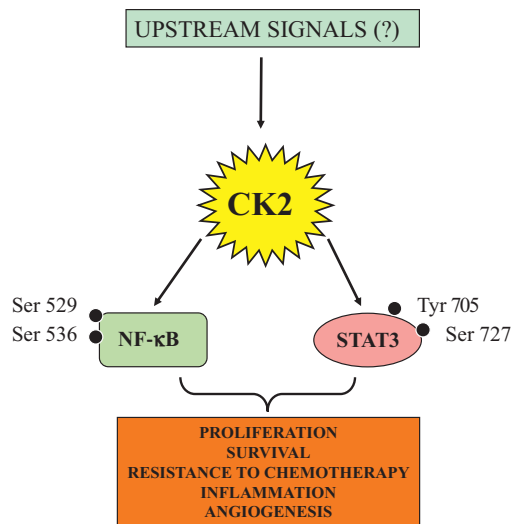 UPSTREAM SIGNALS (?)
CK2
Ser 529
Ser 536
NF-κB
STAT3
Tyr 705
Ser 727
PROLIFERATION
SURVIVAL
RESISTANCE TO CHEMOTHERAPY
INFLAMMATION
ANGIOGENESIS